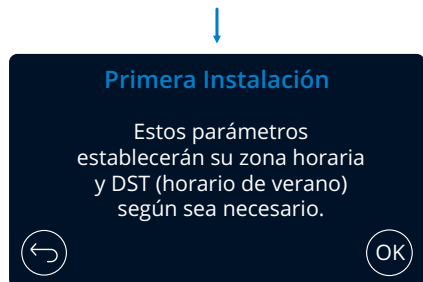 Primera Instalación
Estos parámetros
establecerán su zona horaria
y DST (horario de verano)
según sea necesario.
OK